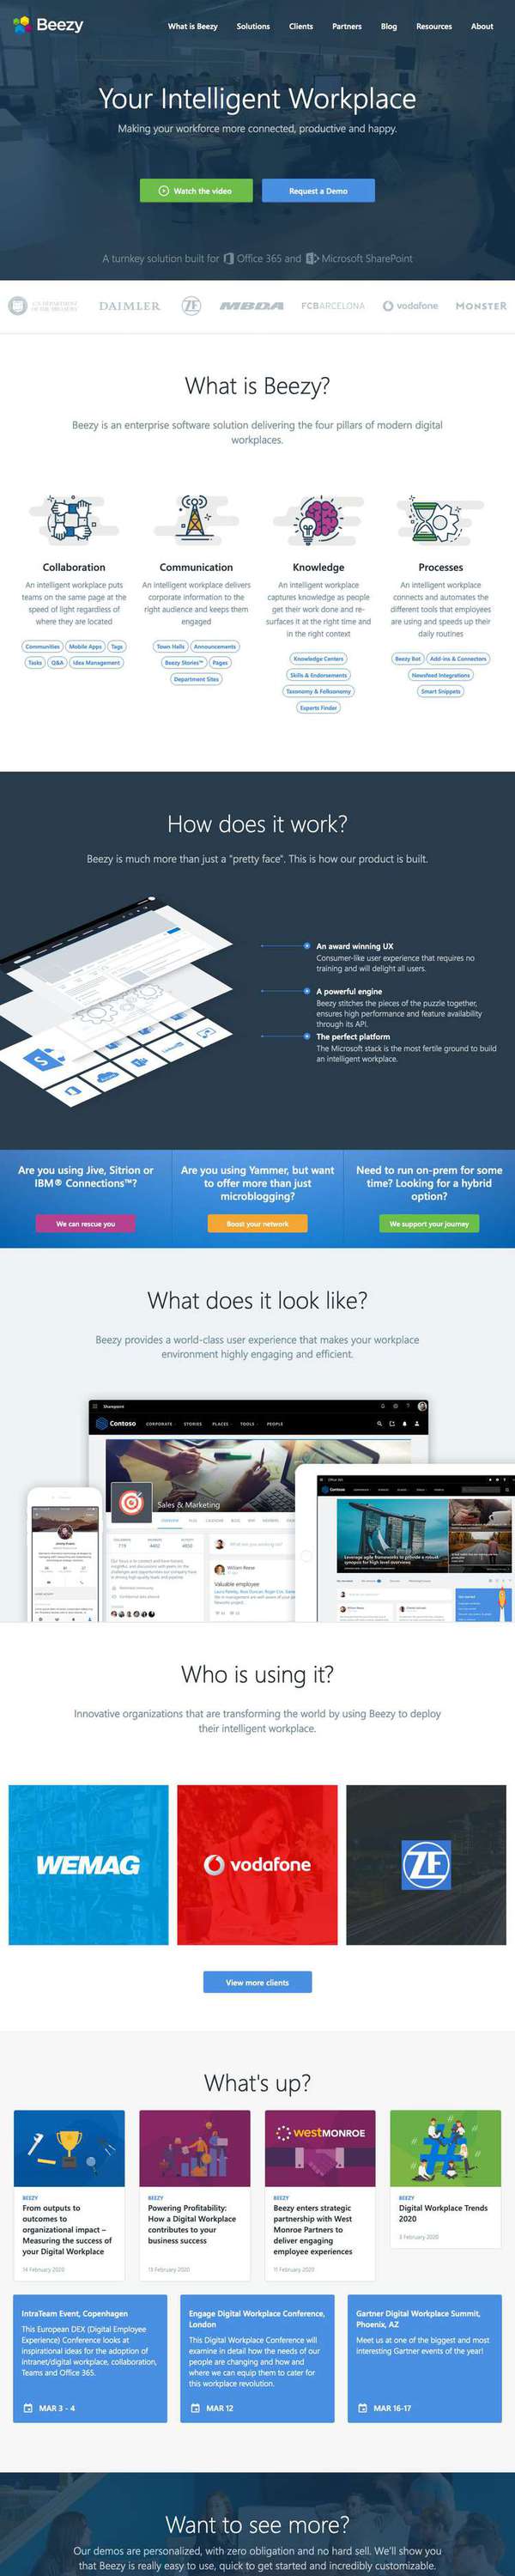 Beezy
What is Beezy Solutions Clients Partners Blog Resources About
Your Intelligent Workplace
Making your workforce more connected, productive and happy.
Watch the video Request a Demo
A turnkey solution built for Office 365 and Microsoft SharePoint
DAIMLER ZF MBDA FCBARCELONA vodafone MONSTER
What is Beezy?
Beezy is an enterprise software solution delivering the four pillars of modern digital
workplaces.
Collaboration
An intelligent workplace puts
teams on the same page at the
speed of light regardless of
where they are located
Communities Mobile Apps Tags
Tasks Q&A Idea Management
Communication
An intelligent workplace delivers
corporate information to the
right audience and keeps them
engaged
Town Halls Announcements
Beezy Stories™ Pages
Department Sites
Knowledge
An intelligent workplace
captures knowledge as people
get their work done and re-
surfaces it at the right time and
in the right context
Knowledge Centers
Skills & Endorsements
Taxonomy & Folksonomy
Experts Finder
Processes
An intelligent workplace
connects and automates the
different tools that employees
are using and speeds up their
daily routines
Beezy Bot Add-ins & Connectors
Newsfeed Integrations
Smart Snippets
How does it work?
Beezy is much more than just a "pretty face". This is how our product is built.
An award winning UX
Consumer-like user experience that requires no
training and will delight all users.
A powerful engine
Beezy stitches the pieces of the puzzle together,
ensures high performance and feature availability
through its API.
The perfect platform
The Microsoft stack is the most fertile ground to build
an intelligent workplace.
Are you using Jive, Sitrion or
IBM® Connections™?
We can rescue you
Are you using Yammer, but want
to offer more than just
microblogging?
Boost your network
Need to run on-prem for some
time? Looking for a hybrid
option?
We support your journey
What does it look like?
Beezy provides a world-class user experience that makes your workplace
environment highly engaging and efficient.
Sharepoint
Contoso CORPORATE STORIES PLACES TOOLS PEOPLE
Sales & Marketing
OVERVIEW
William Reese
Valuable employee
Leverage agile frameworks to provide a robust
synopsis for high level overviews
Who is using it?
Innovative organizations that are transforming the world by using Beezy to deploy
their intelligent workplace.
WEMAG
vodafone
ZF
View more clients
What's up?
BEEZY
From outputs to
outcomes to
organizational impact –
Measuring the success of
your Digital Workplace
14 February 2020
BEEZY
Powering Profitability:
How a Digital Workplace
contributes to your
business success
13 February 2020
westMONROE
BEEZY
Beezy enters strategic
partnership with West
Monroe Partners to
deliver engaging
employee experiences
11 February 2020
BEEZY
Digital Workplace Trends
2020
3 February 2020
IntraTeam Event, Copenhagen
This European DEX (Digital Employee
Experience) Conference looks at
inspirational ideas for the adoption of
intranet/digital workplace, collaboration,
Teams and Office 365.
MAR 3 - 4
Engage Digital Workplace Conference,
London
This Digital Workplace Conference will
examine in detail how the needs of our
people are changing and how and
where we can equip them to cater for
this workplace revolution.
MAR 12
Gartner Digital Workplace Summit,
Phoenix, AZ
Meet us at one of the biggest and most
interesting Gartner events of the year!
MAR 16-17
Want to see more?
Our demos are personalized, with zero obligation and no hard sell. We'll show you
that Beezy is really easy to use, quick to get started and incredibly customizable.